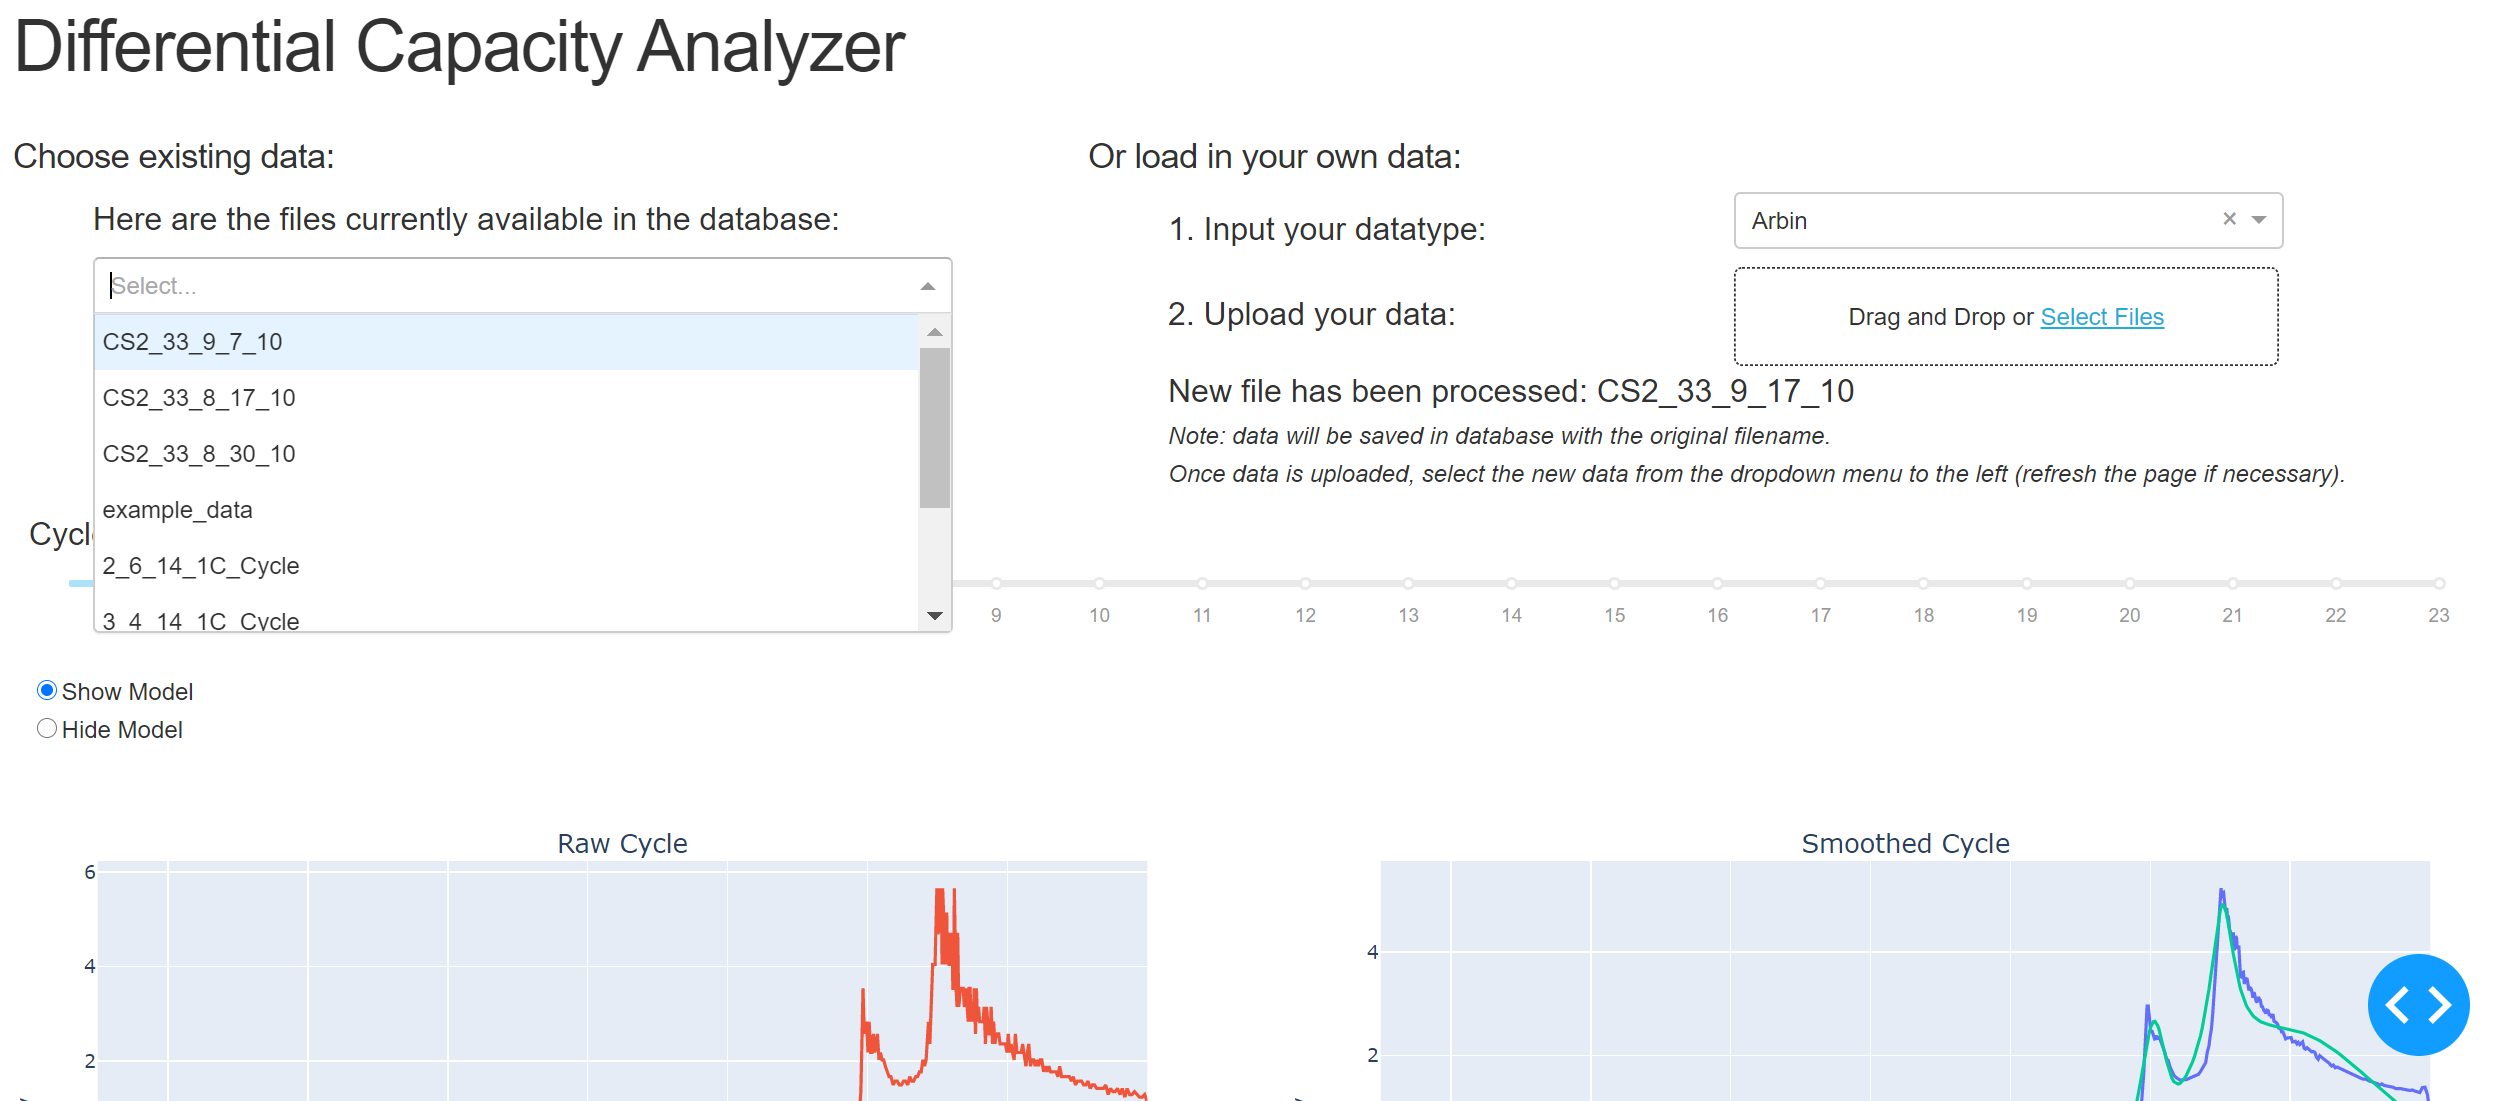 Differential Capacity Analyzer
Choose existing data:
Here are the files currently available in the database:
Select...
CS2_33_9_7_10
CS2_33_8_17_10
CS2_33_8_30_10
example_data
2_6_14_1C_Cycle
3_4_14_1C_Cycle
Or load in your own data:
1. Input your datatype:
Arbin
2. Upload your data:
Drag and Drop or Select Files
New file has been processed: CS2_33_9_17_10
Note: data will be saved in database with the original filename.
Once data is uploaded, select the new data from the dropdown menu to the left (refresh the page if necessary).
9 10 11 12 13 14 15 16 17 18 19 20 21 22 23
Show Model
Hide Model
Raw Cycle
6
4
2
Smoothed Cycle
4
2